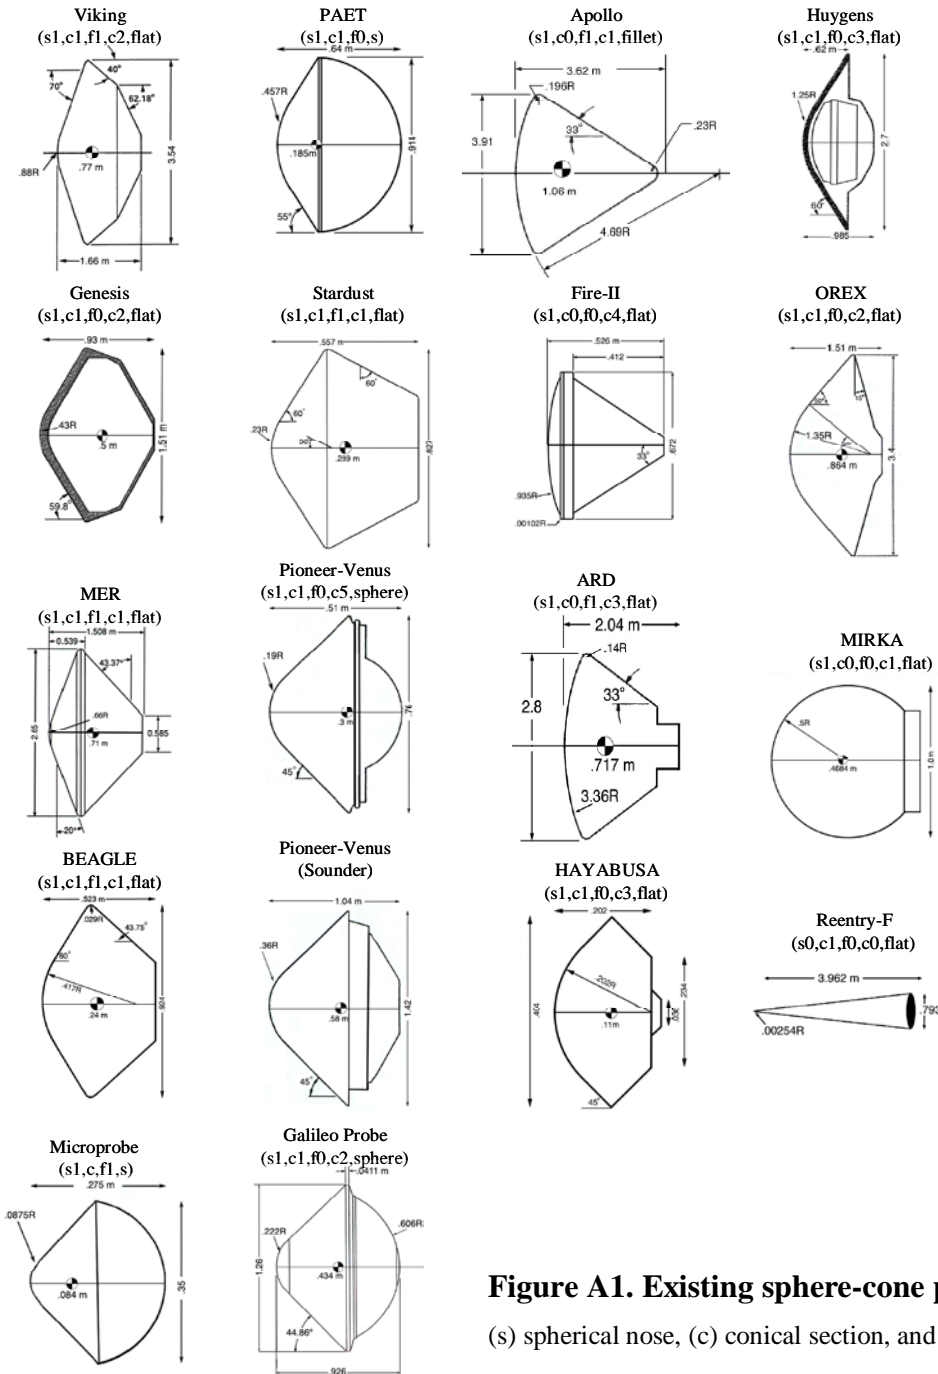 Viking
(s1,c1,f1,c2,flat)
40°
70°
62.18°
3.54
.88R
.77 m
1.66 m
PAET
(s1,c1,f0,s)
.64 m
.457R
.185m
.914
55°
Apollo
(s1,c0,f1,c1,fillet)
3.62 m
.196R
33°
.23R
3.91
1.06 m
4.69R
Huygens
(s1,c1,f0,c3,flat)
.62 m
1.25R
2.7
60°
.985
Genesis
(s1,c1,f0,c2,flat)
.93 m
.43R
.5 m
1.51 m
59.8°
Stardust
(s1,c1,f1,c1,flat)
.557 m
60°
60°
.23R
.289 m
.827
Fire-II
(s1,c0,f0,c4,flat)
.526 m
.412
33°
.672
.935R
.00102R
OREX
(s1,c1,f0,c2,flat)
1.51 m
1.35R
.864 m
3.4
MER
(s1,c1,f1,c1,flat)
1.508 m
0.539
43.37°
.66R
2.65
.71 m
0.585
20°
Pioneer-Venus
(s1,c1,f0,c5,sphere)
.51 m
.19R
.3 m
.76
45°
ARD
(s1,c0,f1,c3,flat)
2.04 m
.14R
33°
2.8
.717 m
3.36R
MIRKA
(s1,c0,f0,c1,flat)
.5R
.4684 m
1.0 m
BEAGLE
(s1,c1,f1,c1,flat)
.523 m
.029R
43.75°
60°
.417R
.24 m
.924
Pioneer-Venus
(Sounder)
1.04 m
.36R
.58 m
1.42
45°
HAYABUSA
(s1,c1,f0,c3,flat)
.202
.202R
.404
.11m
.234
45°
Reentry-F
(s0,c1,f0,c0,flat)
3.962 m
.793
.00254R
Microprobe
(s1,c,f1,s)
.275 m
.0875R
.084 m
.35
Galileo Probe
(s1,c1,f0,c2,sphere)
.0411 m
.222R
.606R
1.26
.434 m
44.86°
.926
Figure A1. Existing sphere-cone
(s) spherical nose, (c) conical section, and